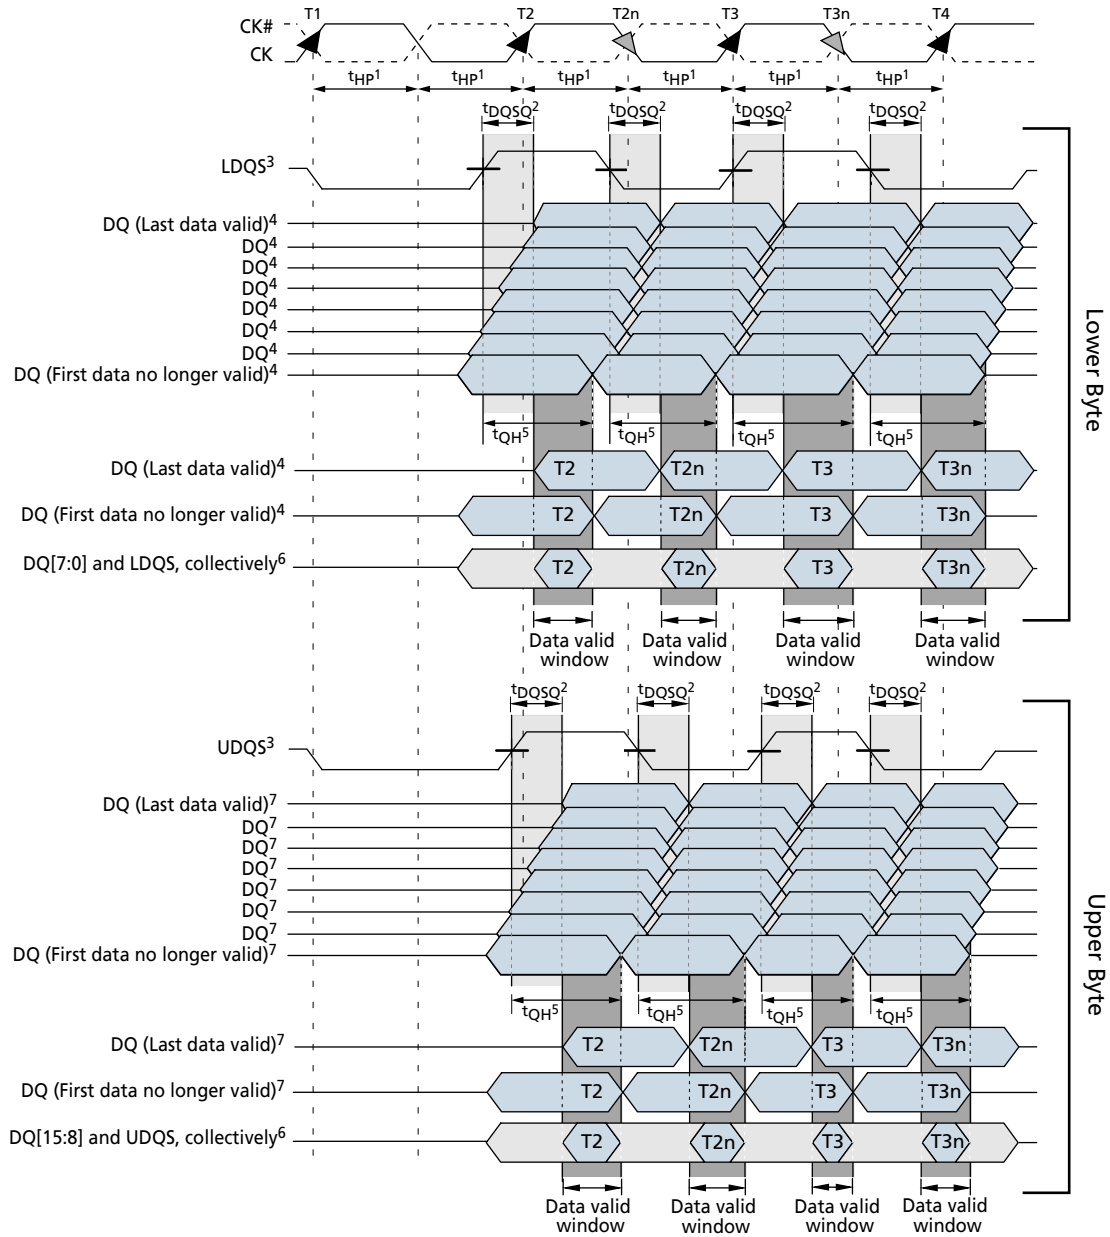 T1 T2 T2n T3 T3n T4
CK#
CK
tHP1 tHP1 tHP1 tHP1 tHP1 tHP1
tDQSQ2 tDQSQ2 tDQSQ2 tDQSQ2
LDQS3
DQ (Last data valid)4
DQ4
DQ4
DQ4
DQ4
DQ4
DQ4
DQ (First data no longer valid)4
tQH5 tQH5 tQH5 tQH5
DQ (Last data valid)4 T2 T2n T3 T3n
DQ (First data no longer valid)4 T2 T2n T3 T3n
DQ[7:0] and LDQS, collectively6 T2 T2n T3 T3n
Data valid window Data valid window Data valid window Data valid window
Lower Byte
tDQSQ2 tDQSQ2 tDQSQ2 tDQSQ2
UDQS3
DQ (Last data valid)7
DQ7
DQ7
DQ7
DQ7
DQ7
DQ7
DQ (First data no longer valid)7
tQH5 tQH5 tQH5 tQH5
DQ (Last data valid)7 T2 T2n T3 T3n
DQ (First data no longer valid)7 T2 T2n T3 T3n
DQ[15:8] and UDQS, collectively6 T2 T2n T3 T3n
Data valid window Data valid window Data valid window Data valid window
Upper Byte